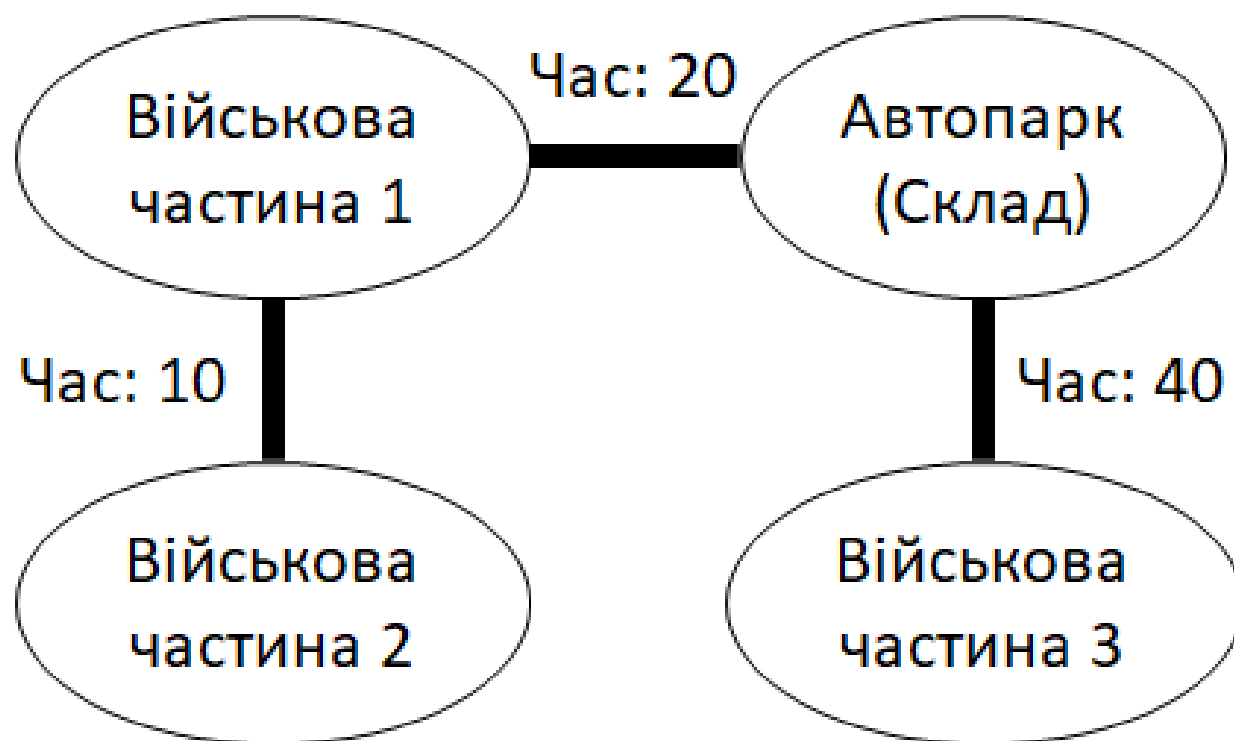 Військова
частина 1
Час: 20
Автопарк
(Склад)
Час: 10
Час: 40
Військова
частина 2
Військова
частина 3